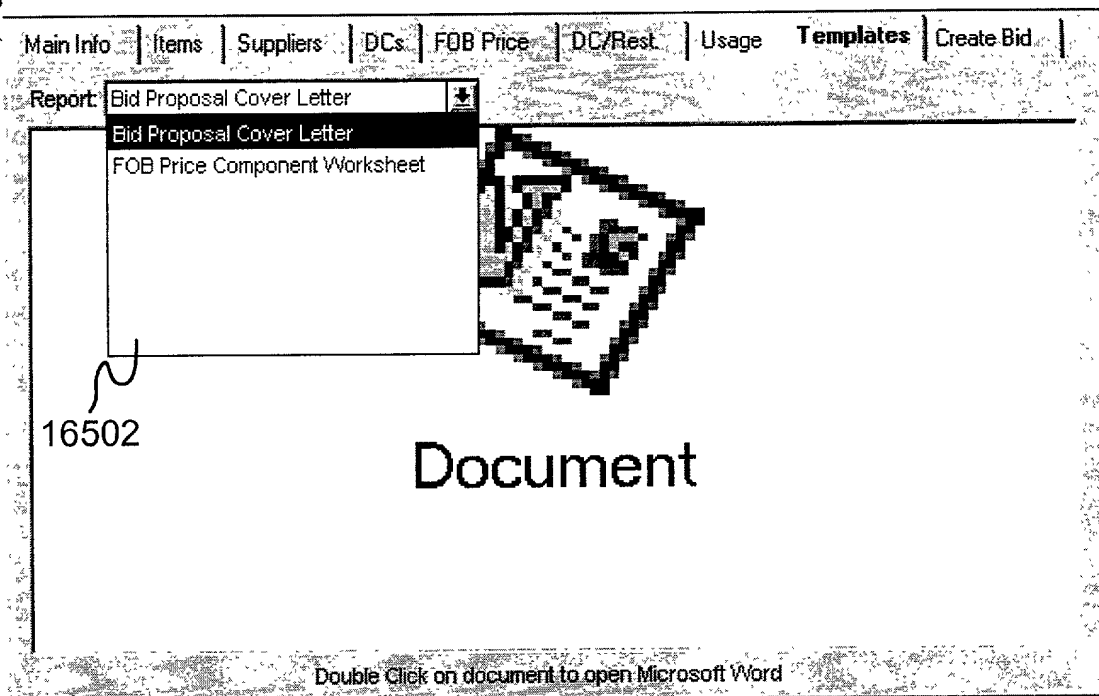 Main Info Items Suppliers DCs FOB Price DC/Rest. Usage Templates Create Bid
Report: Bid Proposal Cover Letter
Bid Proposal Cover Letter
FOB Price Component Worksheet
16502
Document
Double Click on document to open Microsoft Word